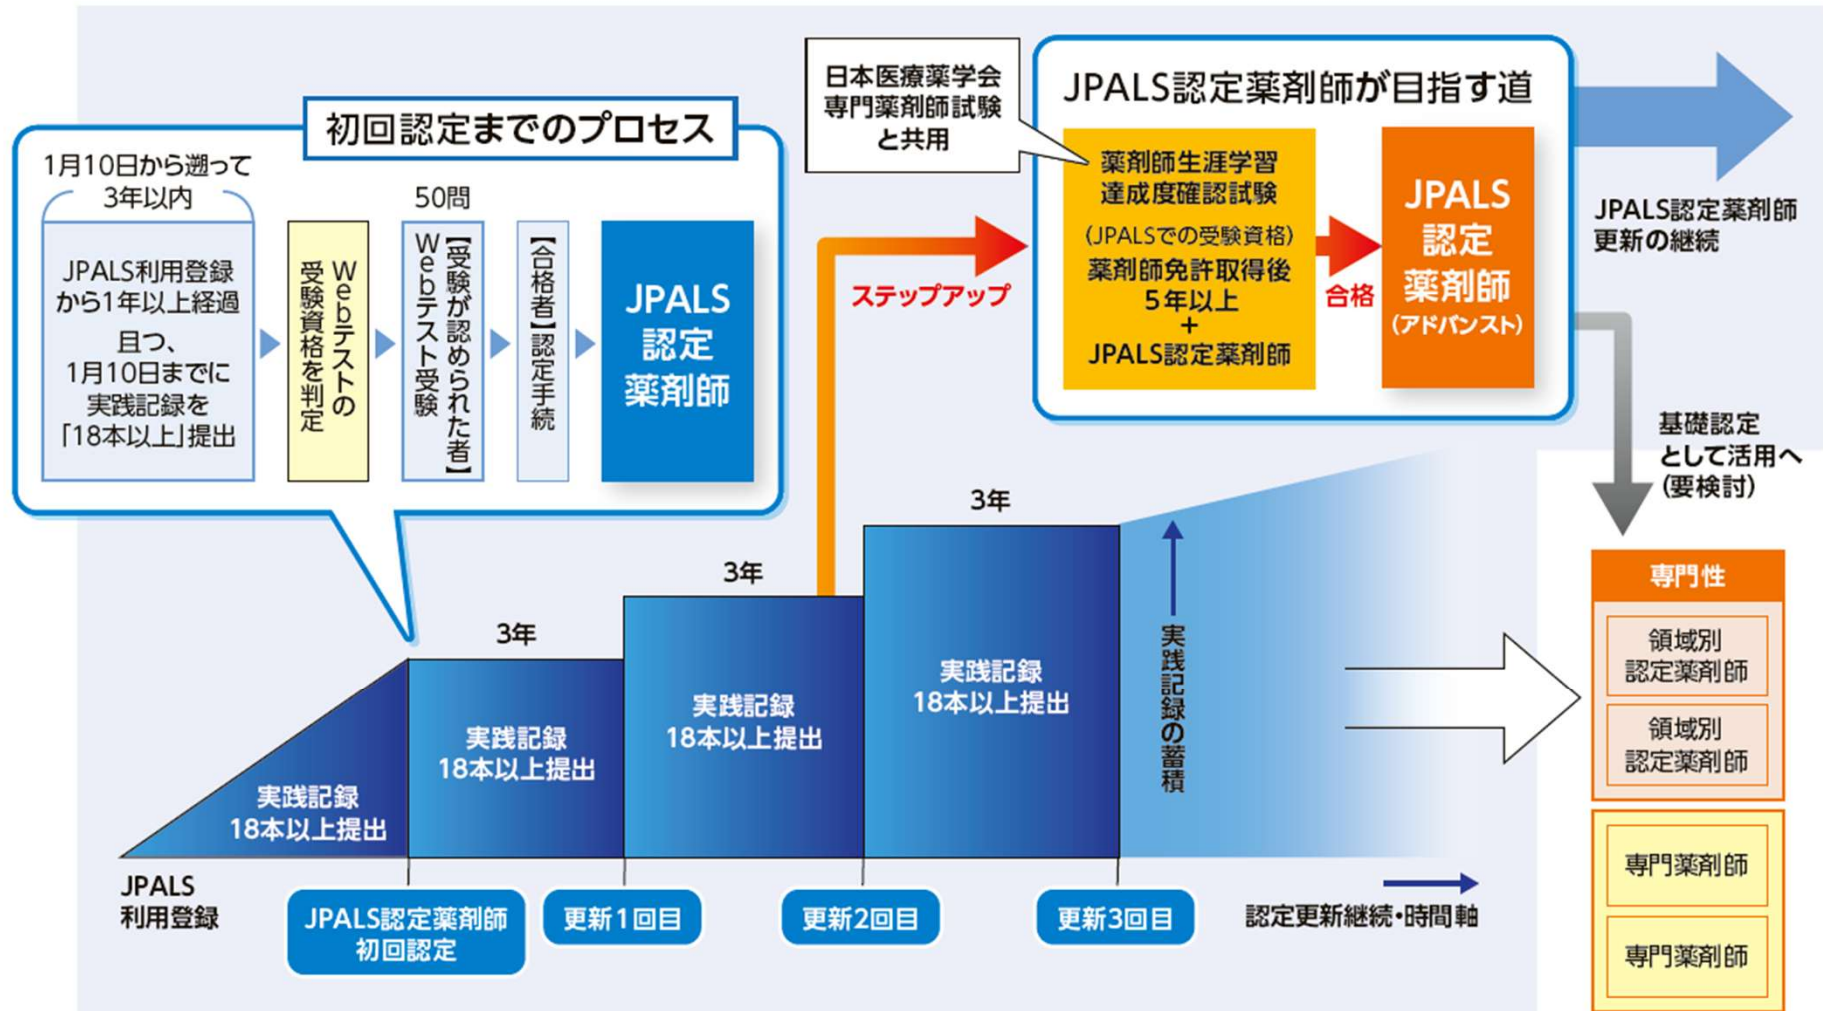 初回認定までのプロセス
1月10日から遡って
3年以内
JPALS利用登録
から1年以上経過
且つ、
1月10日までに
実践記録を
「18本以上」提出
Webテストの
受験資格を判定
50問
【受験が認められた者】
Webテスト受験
【合格者】認定手続
JPALS
認定
薬剤師
日本医療薬学会
専門薬剤師試験
と共用
JPALS認定薬剤師が目指す道
薬剤師生涯学習
達成度確認試験
(JPALSでの受験資格)
薬剤師免許取得後
5年以上
+
JPALS認定薬剤師
ステップアップ
合格
JPALS
認定
薬剤師
(アドバンスト)
JPALS認定薬剤師
更新の継続
基礎認定
として活用へ
(要検討)
専門性
領域別
認定薬剤師
領域別
認定薬剤師
専門薬剤師
専門薬剤師
3年
3年
3年
実践記録
18本以上提出
実践記録
18本以上提出
実践記録
18本以上提出
実践記録
18本以上提出
実践記録の蓄積
JPALS
利用登録
JPALS認定薬剤師
初回認定
更新1回目
更新2回目
更新3回目
認定更新継続・時間軸